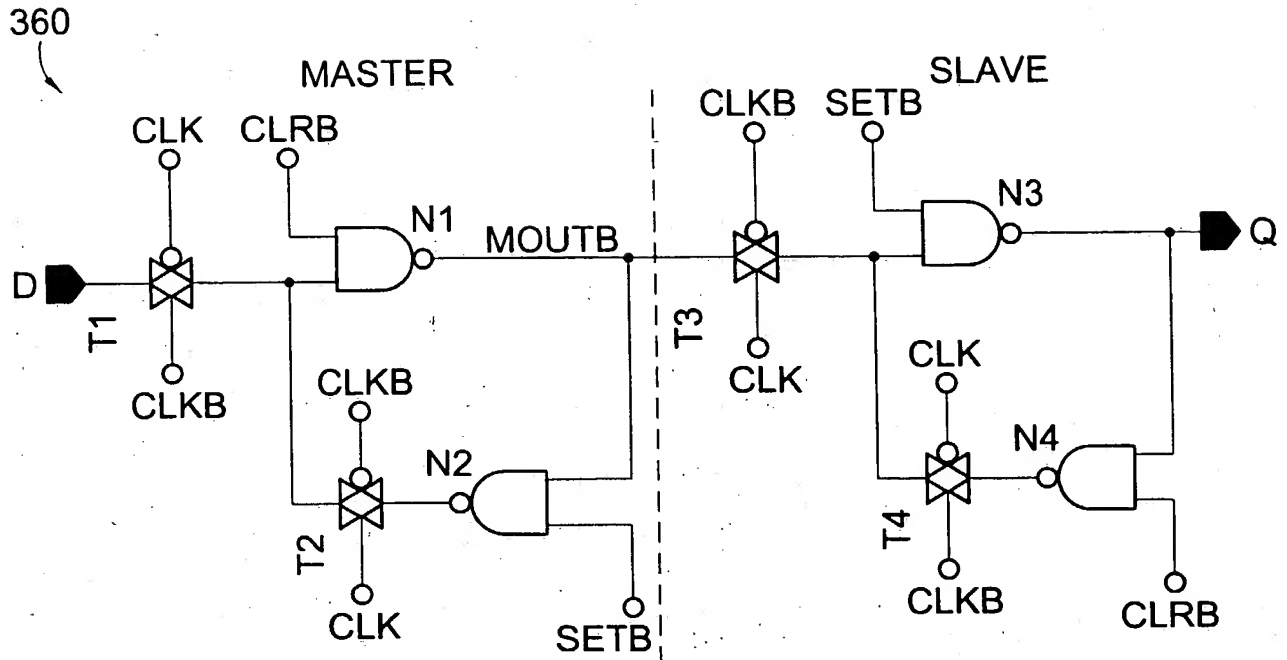 360
MASTER
SLAVE
CLK
CLRB
CLKB
SETB
N1
N3
MOUTB
D
Q
T1
T3
CLKB
CLK
CLKB
CLK
N2
N4
T2
T4
CLK
SETB
CLKB
CLRB